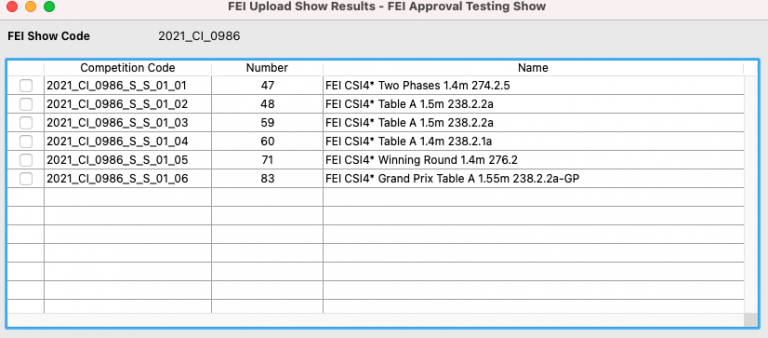 FEI Upload Show Results - FEI Approval Testing Show
FEI Show Code 2021_CI_0986
Competition Code Number Name
2021_CI_0986_S_S_01_01 47 FEI CSI4* Two Phases 1.4m 274.2.5
2021_CI_0986_S_S_01_02 48 FEI CSI4* Table A 1.5m 238.2.2a
2021_CI_0986_S_S_01_03 59 FEI CSI4* Table A 1.5m 238.2.2a
2021_CI_0986_S_S_01_04 60 FEI CSI4* Table A 1.4m 238.2.1a
2021_CI_0986_S_S_01_05 71 FEI CSI4* Winning Round 1.4m 276.2
2021_CI_0986_S_S_01_06 83 FEI CSI4* Grand Prix Table A 1.55m 238.2.2a-GP